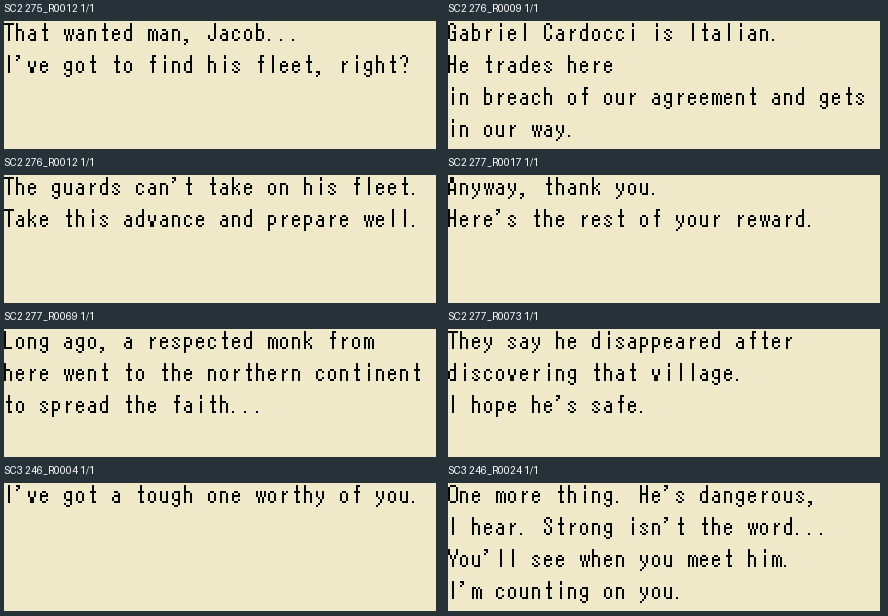 SC2 275_R0012 1/1
That wanted man, Jacob...
I've got to find his fleet, right?
SC2 276_R0009 1/1
Gabriel Cardocci is Italian.
He trades here
in breach of our agreement and gets
in our way.
SC2 276_R0012 1/1
The guards can't take on his fleet.
Take this advance and prepare well.
SC2 277_R0017 1/1
Anyway, thank you.
Here's the rest of your reward.
SC2 277_R0069 1/1
Long ago, a respected monk from
here went to the northern continent
to spread the faith...
SC2 277_R0073 1/1
They say he disappeared after
discovering that village.
I hope he's safe.
SC3 246_R0004 1/1
I've got a tough one worthy of you.
SC3 246_R0024 1/1
One more thing. He's dangerous,
I hear. Strong isn't the word...
You'll see when you meet him.
I'm counting on you.